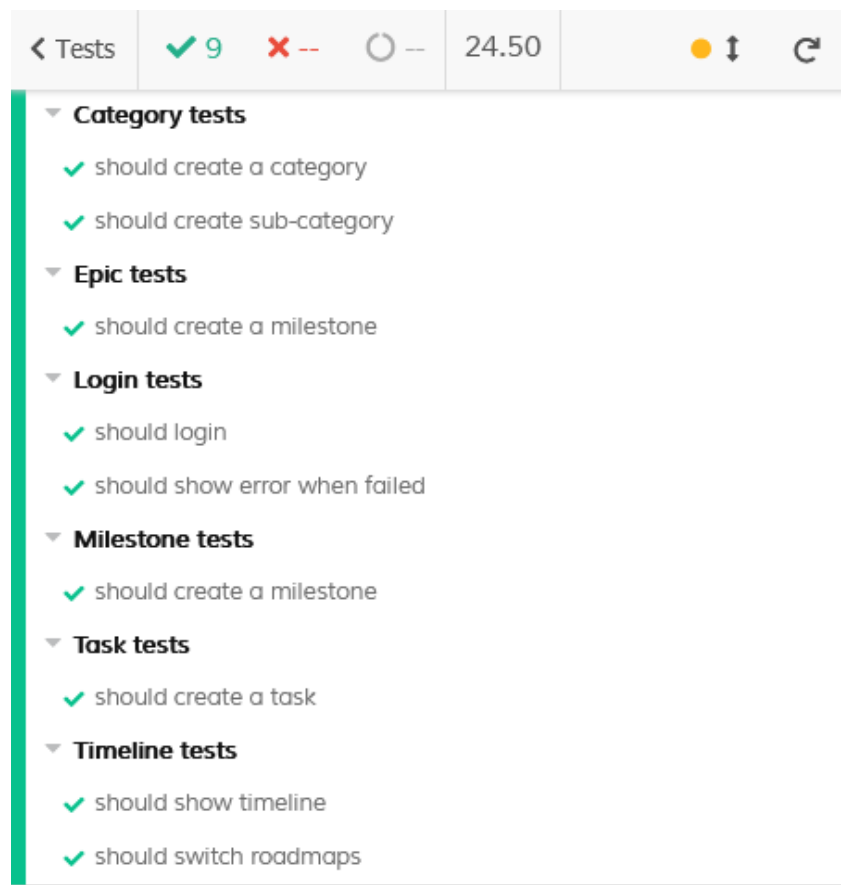 Tests 9 -- -- 24.50
Category tests
should create a category
should create sub-category
Epic tests
should create a milestone
Login tests
should login
should show error when failed
Milestone tests
should create a milestone
Task tests
should create a task
Timeline tests
should show timeline
should switch roadmaps